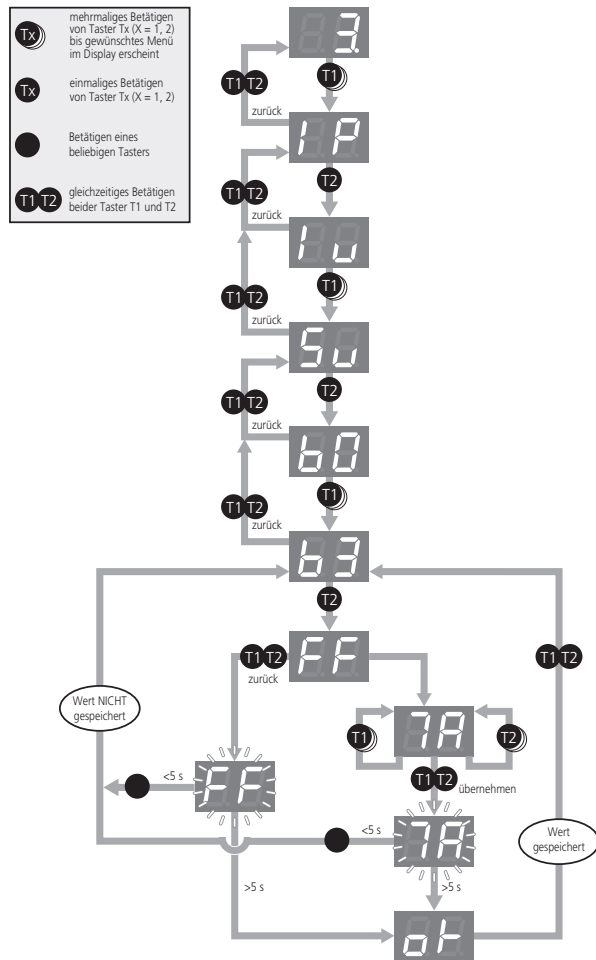 Tx
mehrmaliges Betätigen
von Taster Tx (X = 1, 2)
bis gewünschtes Menü
im Display erscheint
Tx
einmaliges Betätigen
von Taster Tx (X = 1, 2)
Betätigen eines
beliebigen Tasters
T1 T2
gleichzeitiges Betätigen
beider Taster T1 und T2
3.
T1
T1 T2
zurück
IP
T2
T1 T2
zurück
Iu
T1
T1 T2
zurück
Su
T2
T1 T2
zurück
b0
T1
T1 T2
zurück
b3
T2
FF
T1 T2
zurück
T1 T2
Wert NICHT
gespeichert
7A
T1
T2
T1 T2
übernehmen
<5 s
FF
<5 s
7A
Wert
gespeichert
>5 s
>5 s
ok